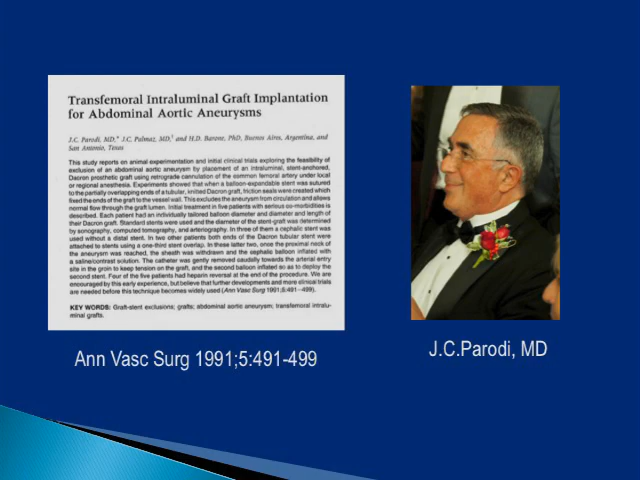 Transfemoral Intraluminal Graft Implantation
for Abdominal Aortic Aneurysms
J.C. Parodi, MD,* J.C. Palmaz, MD,† and H.D. Barone, PhD, Buenos Aires, Argentina, and
San Antonio, Texas
This study reports on animal experimentation and initial clinical trials exploring the feasibility of
exclusion of an abdominal aortic aneurysm by placement of an intraluminal, stent-anchored,
Dacron prosthetic graft using retrograde cannulation of the common femoral artery under local
or regional anesthesia. Experiments showed that when a balloon-expandable stent was sutured
to the partially overlapping ends of a tubular, knitted Dacron graft, friction seals were created which
fixed the ends of the graft to the vessel wall. This excludes the aneurysm from circulation and allows
normal flow through the graft lumen. Initial treatment in five patients with serious co-morbidities is
described. Each patient had an individually tailored balloon diameter and diameter and length of
their Dacron graft. Standard stents were used and the diameter of the stent-graft was determined
by sonography, computed tomography, and arteriography. In three of them a cephalic stent was
used without a distal stent. In two other patients both ends of the Dacron tubular stent were
attached to stents using a one-third stent overlap. In these latter two, once the proximal neck of
the aneurysm was reached, the sheath was withdrawn and the cephalic balloon inflated with
a saline/contrast solution. The catheter was gently removed caudally towards the arterial entry
site in the groin to keep tension on the graft, and the second balloon inflated so as to deploy the
second stent. Four of the five patients had heparin reversal at the end of the procedure. We are
encouraged by this early experience, but believe that further developments and more clinical trials
are needed before this technique becomes widely used (Ann Vasc Surg 1991;5:491–499).
KEY WORDS: Graft-stent exclusions; grafts; abdominal aortic aneurysm; transfemoral intralu-
minal grafts.
Ann Vasc Surg 1991;5:491-499
J.C.Parodi, MD